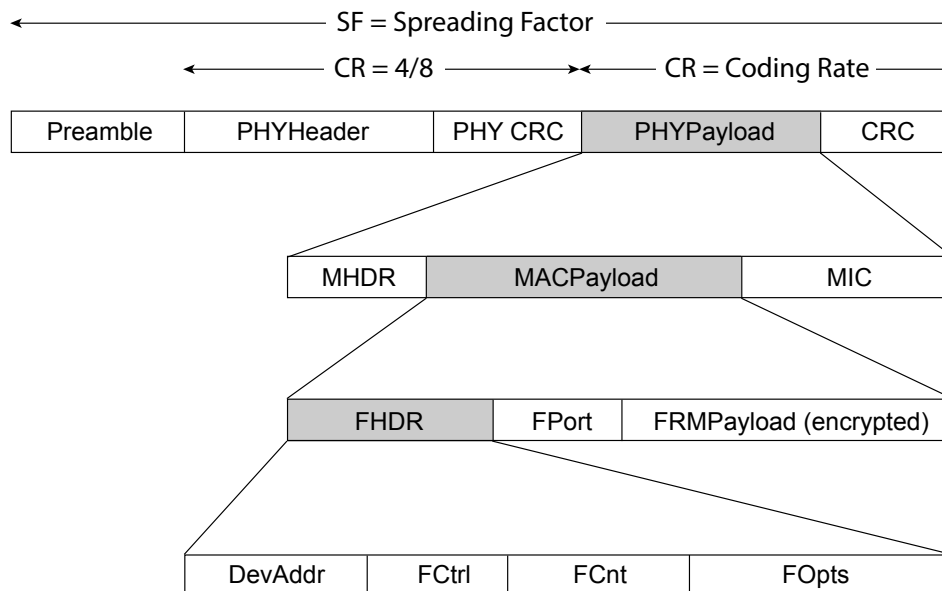 SF = Spreading Factor
CR = 4/8 CR = Coding Rate
Preamble PHYHeader PHY CRC PHYPayload CRC
MHDR MACPayload MIC
FHDR FPort FRMPayload (encrypted)
DevAddr FCtrl FCnt FOpts